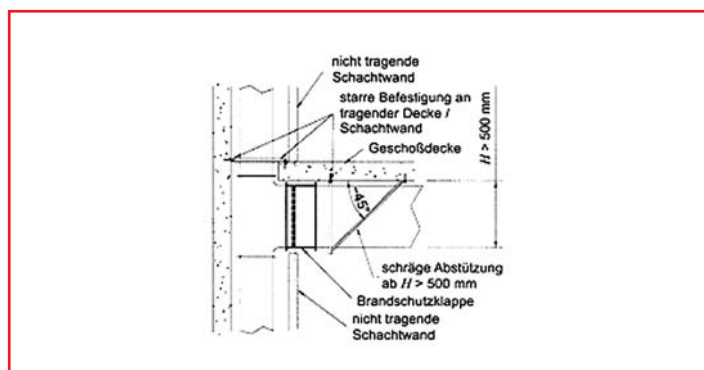 nicht tragende
Schachtwand
starre Befestigung an
tragender Decke /
Schachtwand
Geschoßdecke
H > 500 mm
~45°
schräge Abstützung
ab H > 500 mm
Brandschutzklappe
nicht tragende
Schachtwand